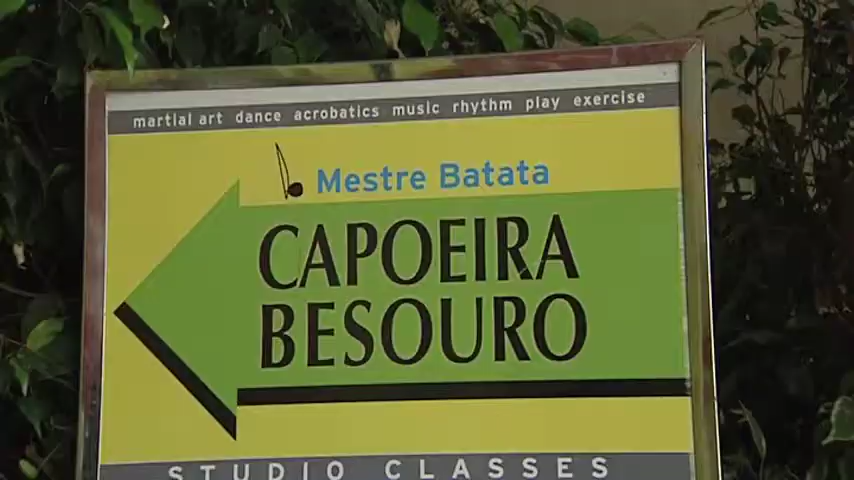 martial art dance acrobatics music rhythm play exercise
Mestre Batata
CAPOEIRA
BESOURO
STUDIO CLASSES